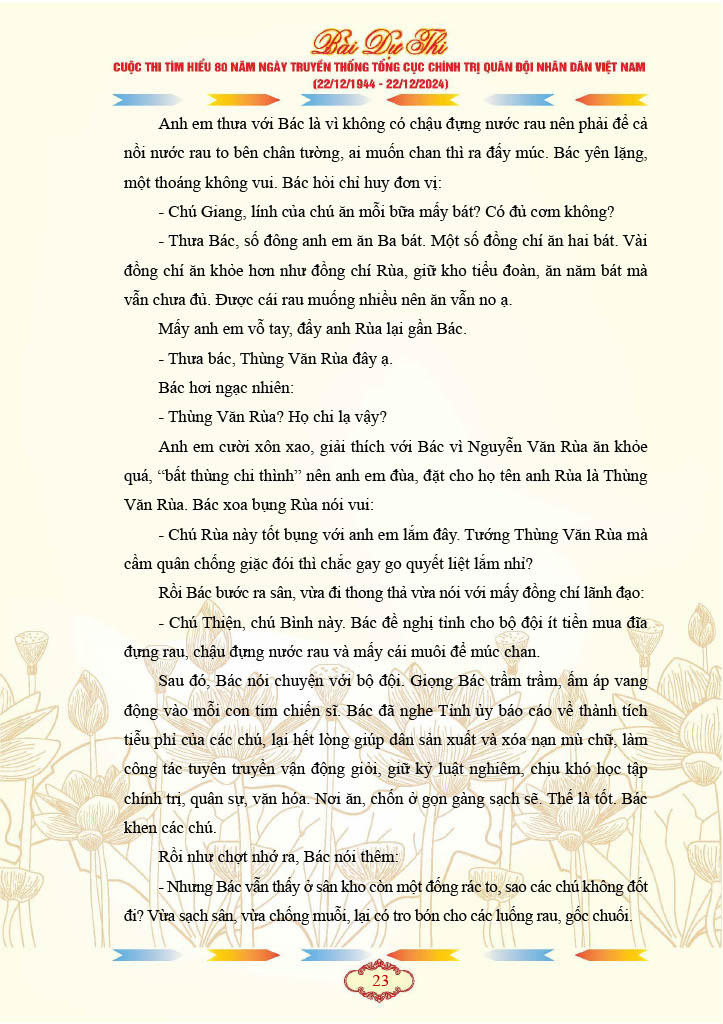 Bài Dự Thi
CUỘC THI TÌM HIỂU 80 NĂM NGÀY TRUYỀN THỐNG TỔNG CỤC CHÍNH TRỊ QUÂN ĐỘI NHÂN DÂN VIỆT NAM
(22/12/1944 - 22/12/2024)
Anh em thưa với Bác là vì không có chậu đựng nước rau nên phải để cả
nồi nước rau to bên chân tường, ai muốn chan thì ra đấy múc. Bác yên lặng,
một thoáng không vui. Bác hỏi chỉ huy đơn vị:
- Chú Giang, lính của chú ăn mỗi bữa mấy bát? Có đủ cơm không?
- Thưa Bác, số đông anh em ăn Ba bát. Một số đồng chí ăn hai bát. Vài
đồng chí ăn khỏe hơn như đồng chí Rùa, giữ kho tiểu đoàn, ăn năm bát mà
vẫn chưa đủ. Được cái rau muống nhiều nên ăn vẫn no ạ.
Mấy anh em vỗ tay, đẩy anh Rùa lại gần Bác.
- Thưa bác, Thùng Văn Rùa đây ạ.
Bác hơi ngạc nhiên:
- Thùng Văn Rùa? Họ chi lạ vậy?
Anh em cười xôn xao, giải thích với Bác vì Nguyễn Văn Rùa ăn khỏe
quá, “bất thùng chi thình” nên anh em đùa, đặt cho họ tên anh Rùa là Thùng
Văn Rùa. Bác xoa bụng Rùa nói vui:
- Chú Rùa này tốt bụng với anh em lắm đây. Tướng Thùng Văn Rùa mà
cầm quân chống giặc đói thì chắc gay go quyết liệt lắm nhỉ?
Rồi Bác bước ra sân, vừa đi thong thả vừa nói với mấy đồng chí lãnh đạo:
- Chú Thiện, chú Bình này. Bác đề nghị tỉnh cho bộ đội ít tiền mua đĩa
đựng rau, chậu đựng nước rau và mấy cái muôi để múc chan.
Sau đó, Bác nói chuyện với bộ đội. Giọng Bác trầm trầm, ấm áp vang
động vào mỗi con tim chiến sĩ. Bác đã nghe Tỉnh ủy báo cáo về thành tích
tiễu phỉ của các chú, lại hết lòng giúp dân sản xuất và xóa nạn mù chữ, làm
công tác tuyên truyền vận động giỏi, giữ kỷ luật nghiêm, chịu khó học tập
chính trị, quân sự, văn hóa. Nơi ăn, chốn ở gọn gàng sạch sẽ. Thế là tốt. Bác
khen các chú.
Rồi như chợt nhớ ra, Bác nói thêm:
- Nhưng Bác vẫn thấy ở sân kho còn một đống rác to, sao các chú không đốt
đi? Vừa sạch sân, vừa chống muỗi, lại có tro bón cho các luống rau, gốc chuối.
23